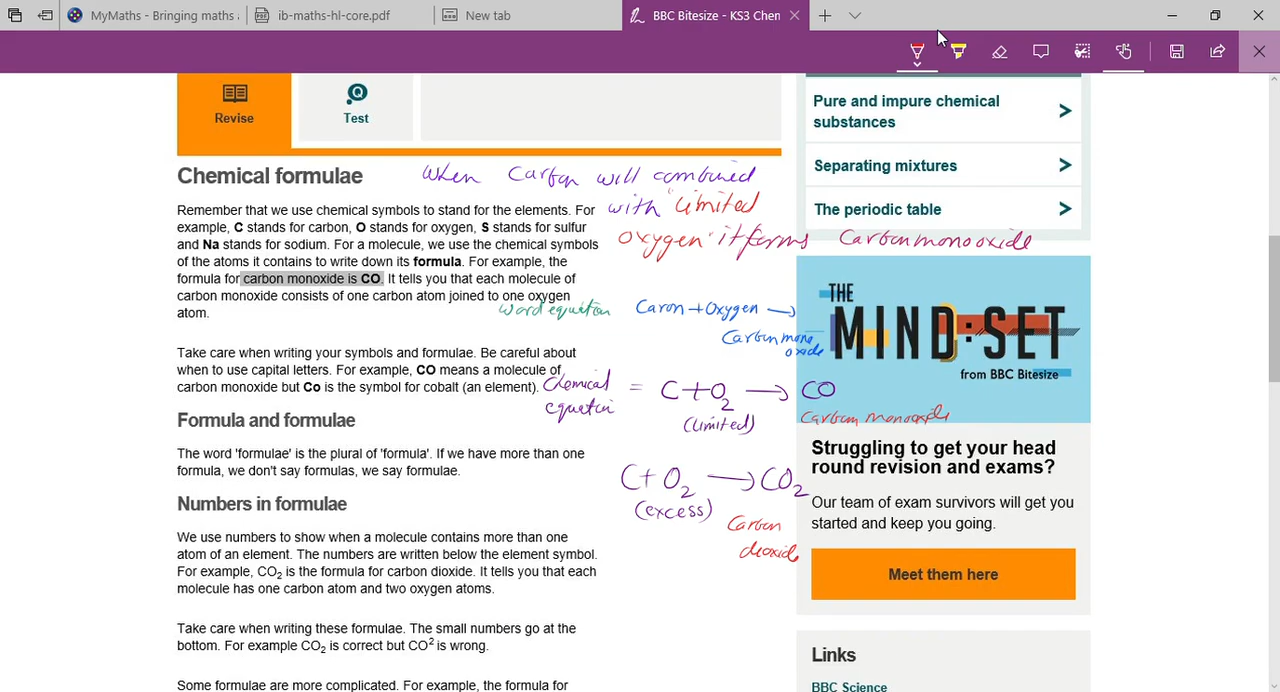 MyMaths - Bringing maths
ib-maths-hl-core.pdf
New tab
BBC Bitesize - KS3 Chen
Revise
Test
Pure and impure chemical
substances
Separating mixtures
The periodic table
Chemical formulae
Remember that we use chemical symbols to stand for the elements. For
example, C stands for carbon, O stands for oxygen, S stands for sulfur
and Na stands for sodium. For a molecule, we use the chemical symbols
of the atoms it contains to write down its formula. For example, the
formula for carbon monoxide is CO. It tells you that each molecule of
carbon monoxide consists of one carbon atom joined to one oxygen
atom.
Take care when writing your symbols and formulae. Be careful about
when to use capital letters. For example, CO means a molecule of
carbon monoxide but Co is the symbol for cobalt (an element).
Formula and formulae
The word 'formulae' is the plural of 'formula'. If we have more than one
formula, we don't say formulas, we say formulae.
Numbers in formulae
We use numbers to show when a molecule contains more than one
atom of an element. The numbers are written below the element symbol.
For example, CO₂ is the formula for carbon dioxide. It tells you that each
molecule has one carbon atom and two oxygen atoms.
Take care when writing these formulae. The small numbers go at the
bottom. For example CO₂ is correct but CO² is wrong.
Some formulae are more complicated. For example, the formula for
when Carbon will combined
with "limited
oxygen" it forms Carbon mono oxide
word equation Caron + Oxygen →
Carbon mono
oxide
Chemical
equation = C + O₂ → CO
(limited)
Carbon monoxide
C + O₂ → CO₂
(excess)
Carbon
dioxide
THE
MIND:SET
from BBC Bitesize
Struggling to get your head
round revision and exams?
Our team of exam survivors will get you
started and keep you going.
Meet them here
Links
BBC Science